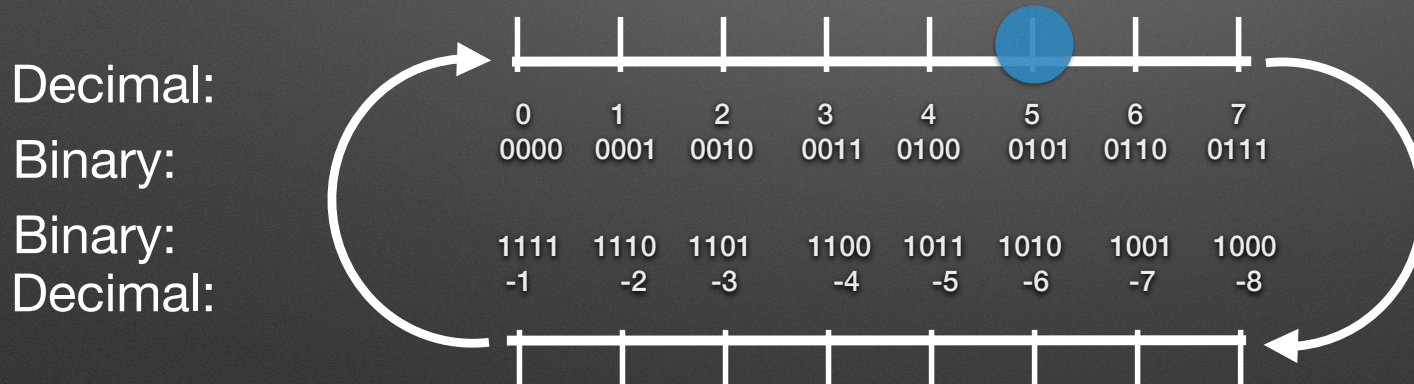 Decimal: 0 1 2 3 4 5 6 7
Binary: 0000 0001 0010 0011 0100 0101 0110 0111
Binary: 1111 1110 1101 1100 1011 1010 1001 1000
Decimal: -1 -2 -3 -4 -5 -6 -7 -8